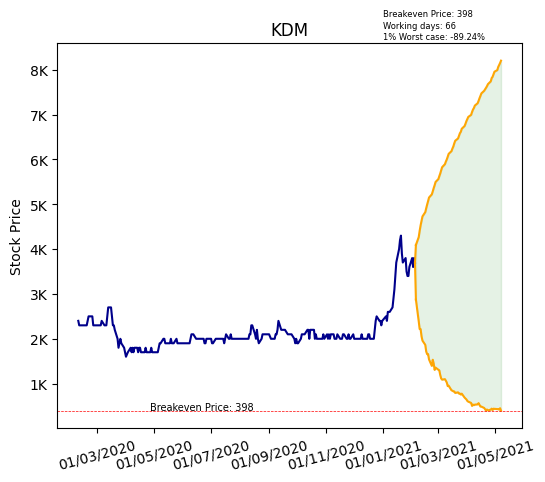 Breakeven Price: 398
Working days: 66
1% Worst case: -89.24%
KDM
Stock Price
8K
7K
6K
5K
4K
3K
2K
1K
Breakeven Price: 398
01/03/2020
01/05/2020
01/07/2020
01/09/2020
01/11/2020
01/01/2021
01/03/2021
01/05/2021